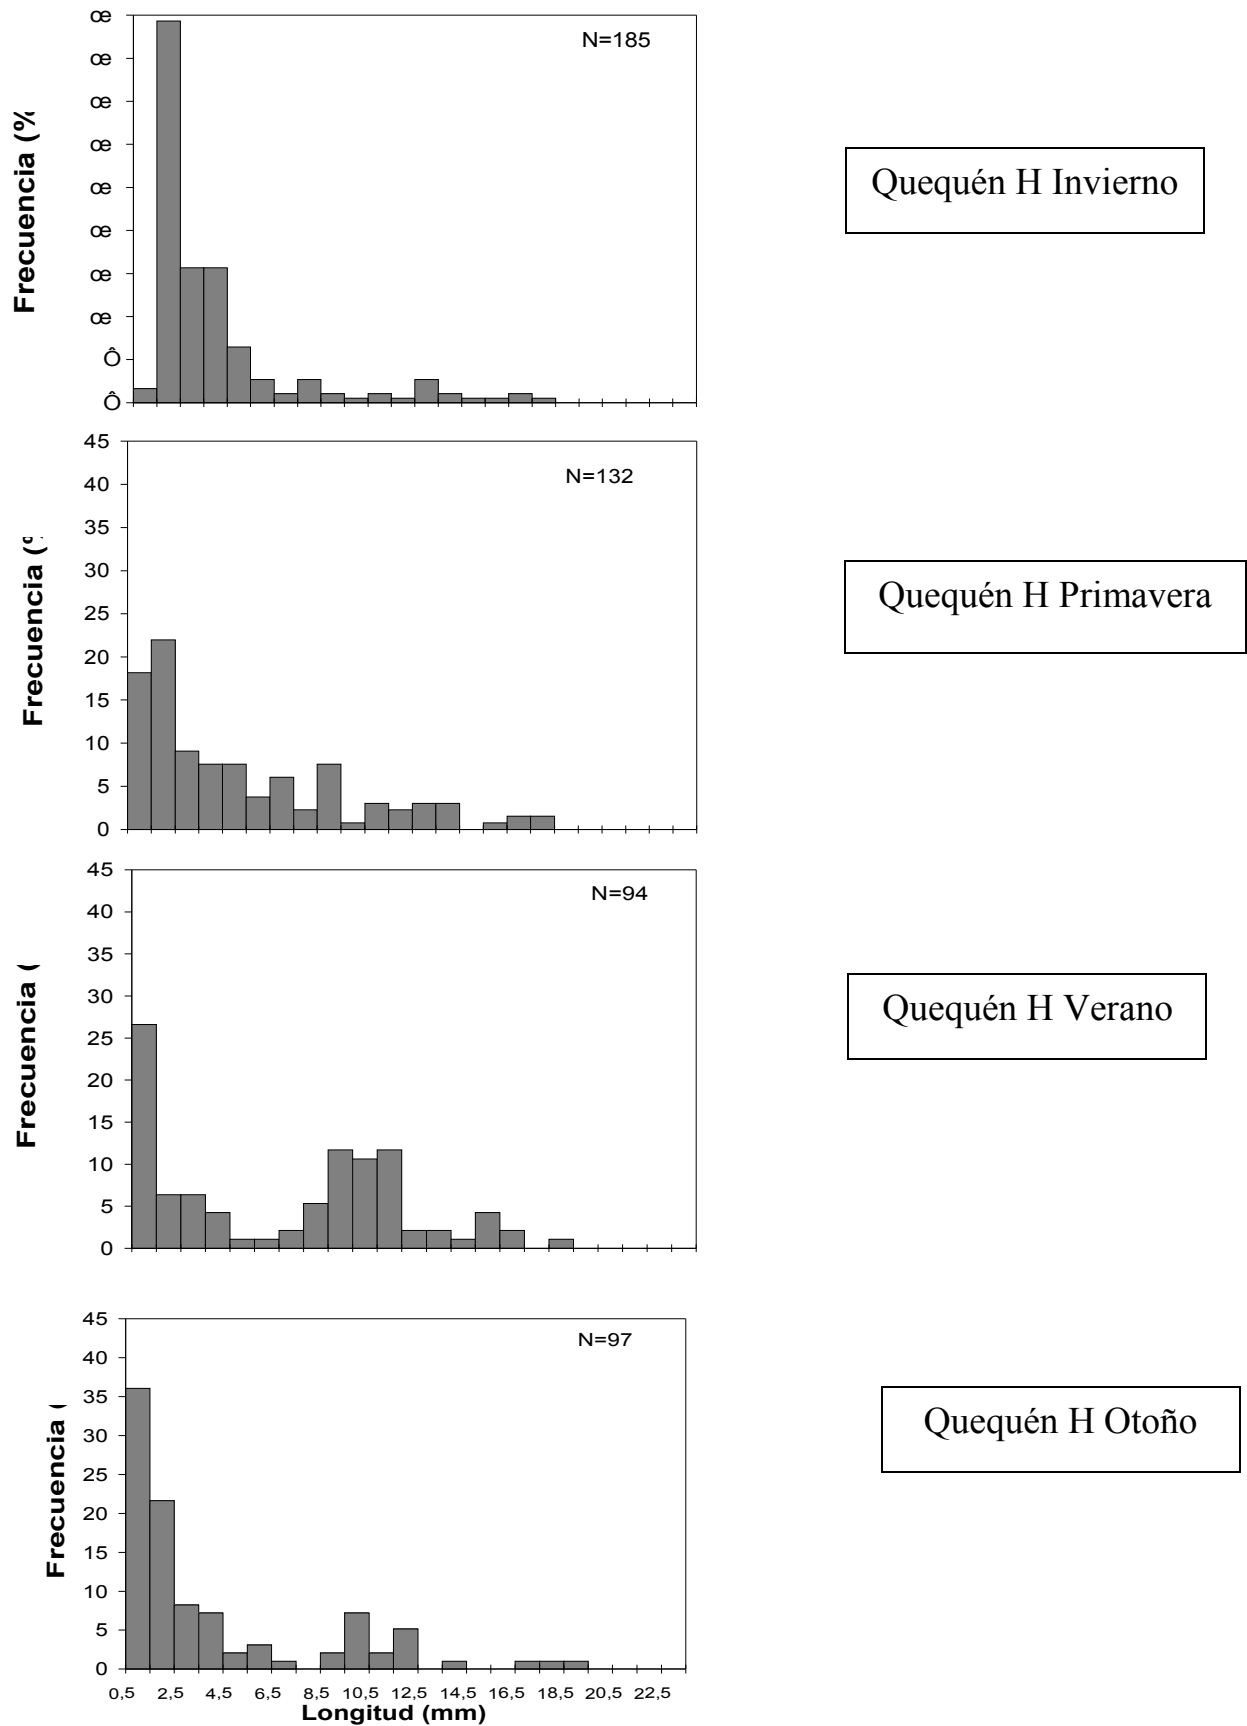 œ
œ
œ
œ
œ
œ
œ
œ
Ô
Ô
Frecuencia (%
N=185
Quequén H Invierno
45
40
35
30
25
20
15
10
5
0
Frecuencia (
N=132
Quequén H Primavera
45
40
35
30
25
20
15
10
5
0
Frecuencia (
N=94
Quequén H Verano
45
40
35
30
25
20
15
10
5
0
Frecuencia (
N=97
Quequén H Otoño
0,5 2,5 4,5 6,5 8,5 10,5 12,5 14,5 16,5 18,5 20,5 22,5
Longitud (mm)